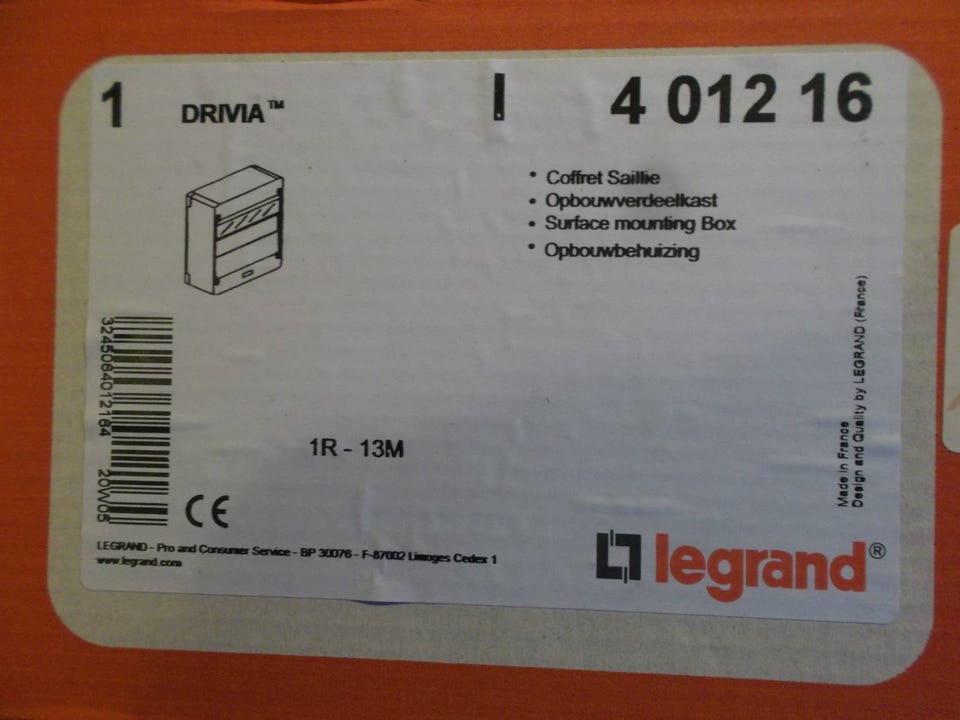 1 DRIVIA™ 4 012 16
• Coffret Saillie
• Opbouwverdeelkast
• Surface mounting Box
• Opbouwbehuizing
3245064012164 20W05
1R - 13M
CE
LEGRAND - Pro and Consumer Service - BP 30076 - F-87002 Limoges Cedex 1
www.legrand.com
Made in France
Design and Quality by LEGRAND (France)
legrand®